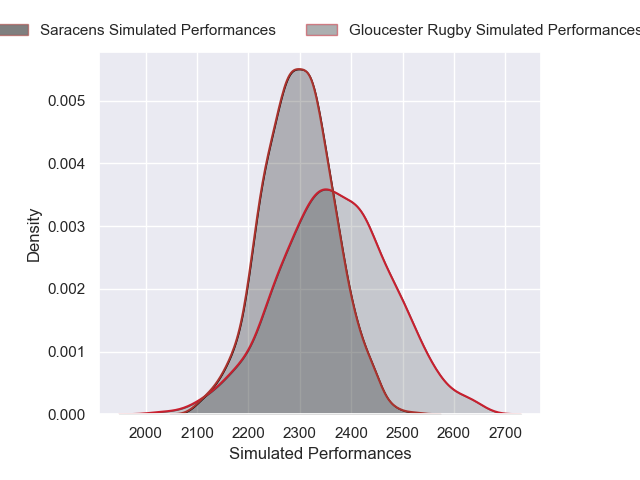 Saracens Simulated Performances Gloucester Rugby Simulated Performances
0.005
0.004
0.003
0.002
0.001
0.000
Density
2000 2100 2200 2300 2400 2500 2600 2700
Simulated Performances